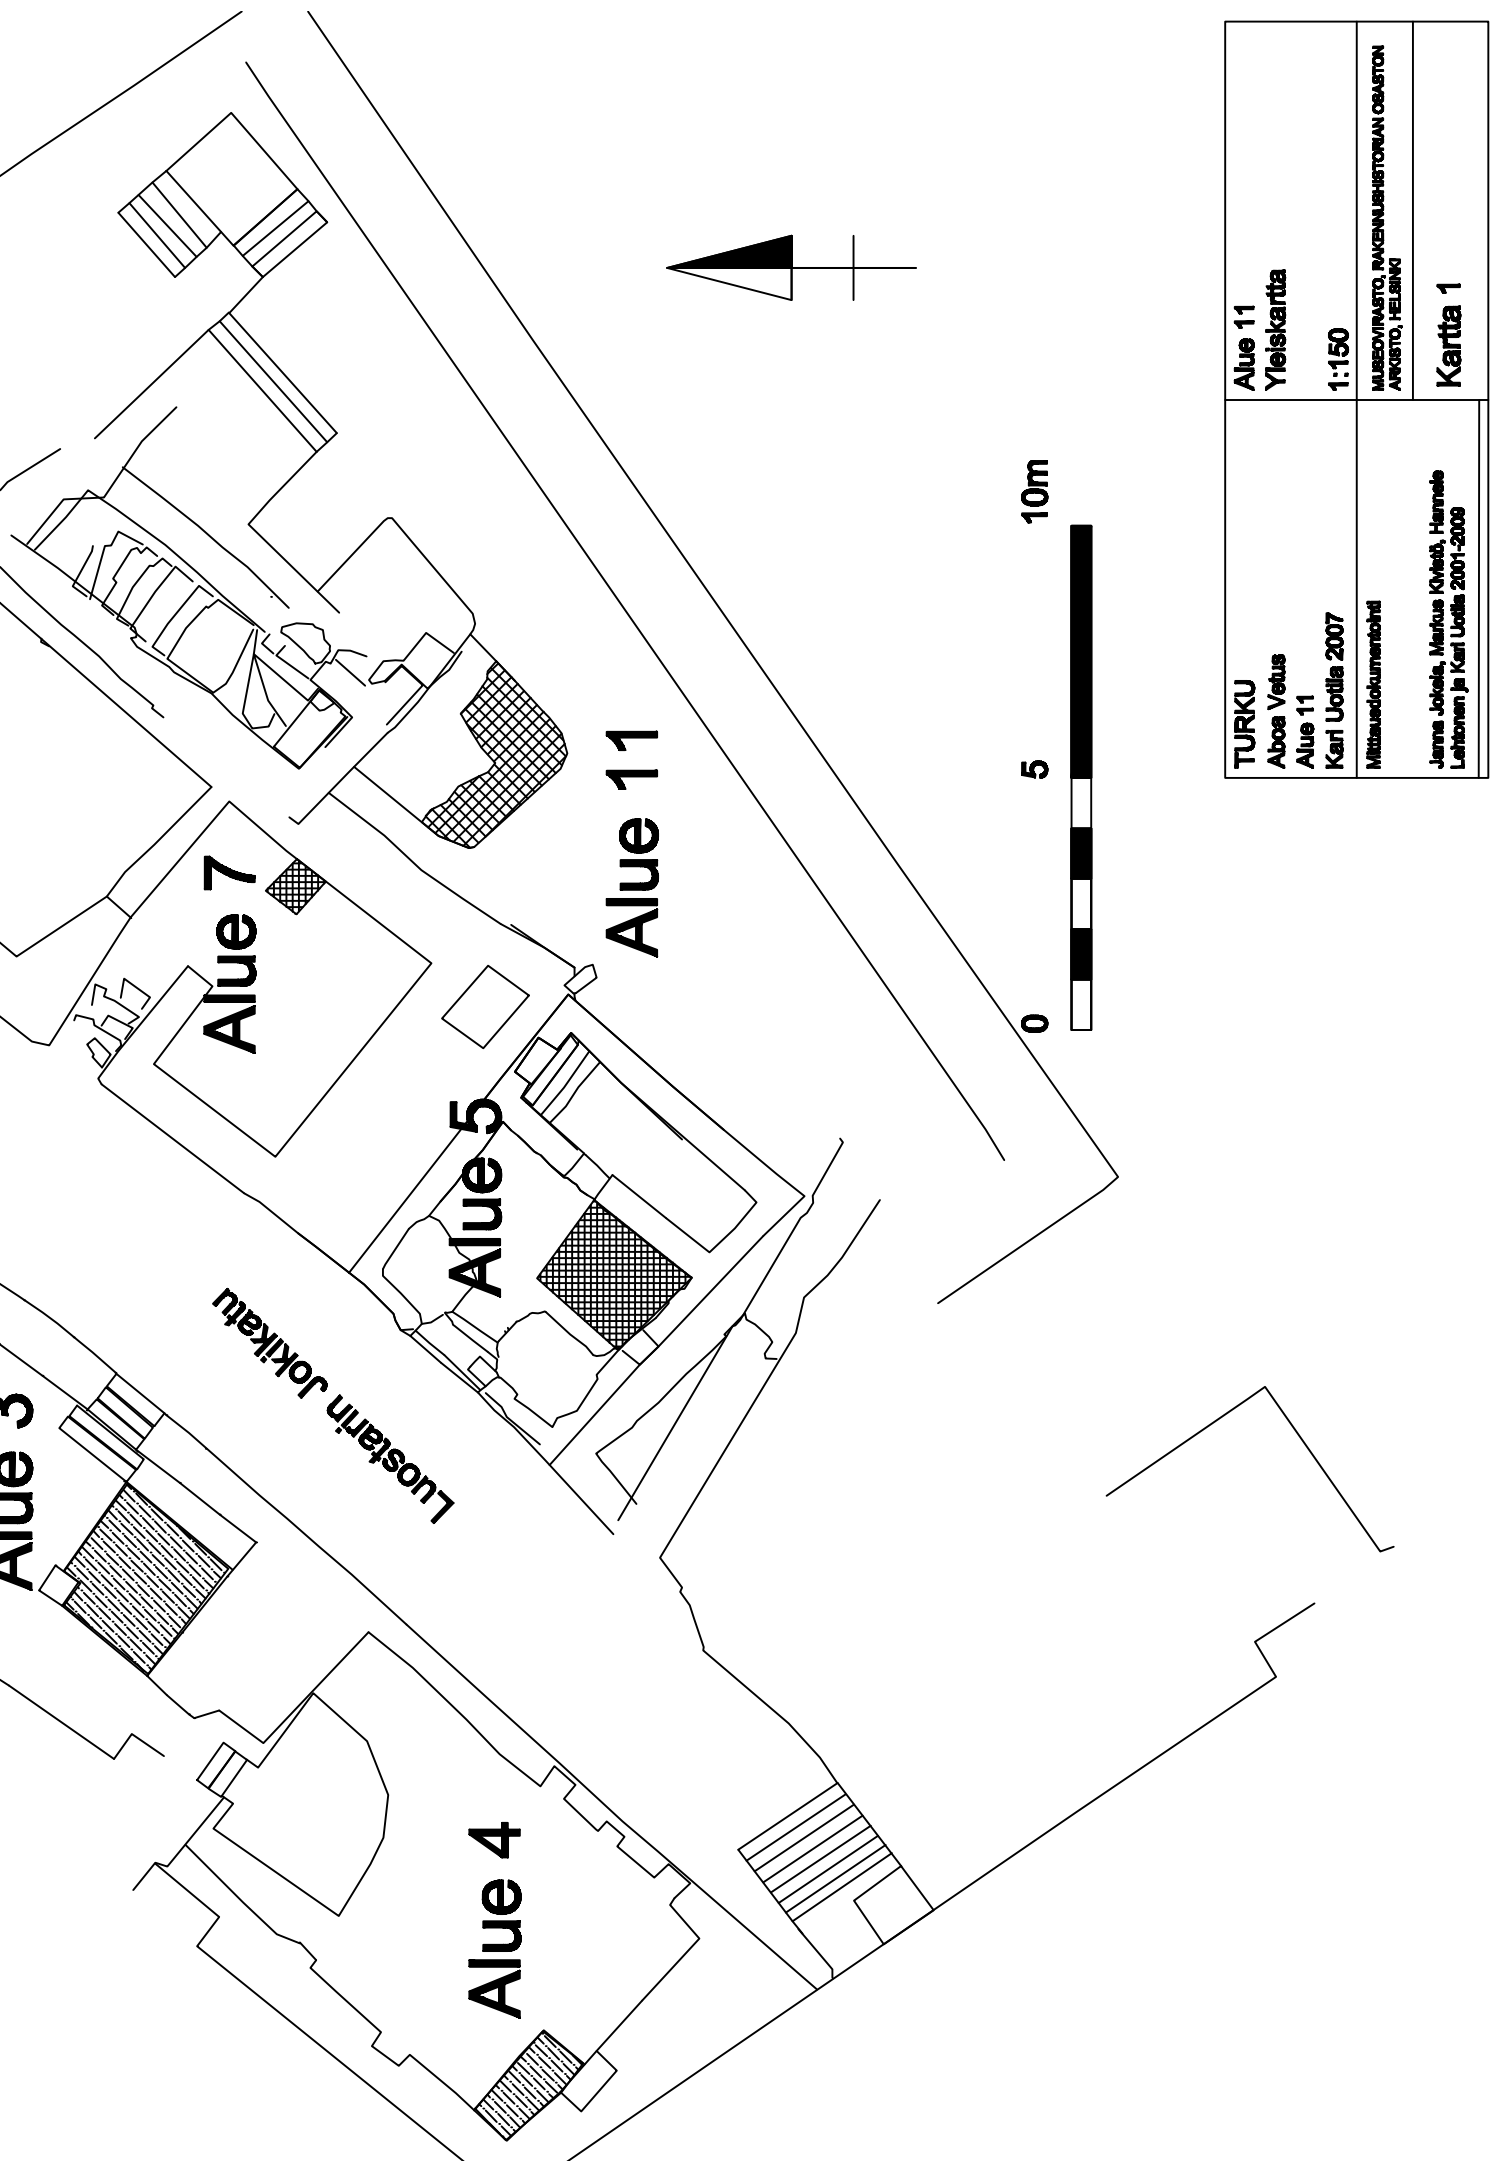 Alue 3
Alue 4
Luostarin Jokikatu
Alue 5
Alue 7
Alue 11
0
5
10m
TURKU
Aboa Vetus
Alue 11
Kari Uotila 2007
Mittausdokumentointi
Janna Jokela, Markus Kivistö, Hannele
Lehtonen ja Kari Uotila 2001-2009
Alue 11
Yleiskartta
1:150
MUSEOVIRASTO, RAKENNUSHISTORIAN OSASTON
ARKISTO, HELSINKI
Kartta 1